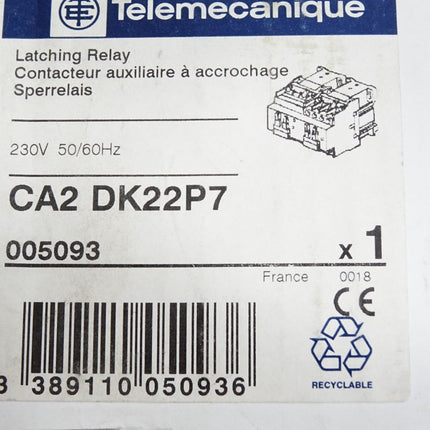 Telemecanique
Latching Relay
Contacteur auxiliaire à accrochage
Sperrelais
230V 50/60Hz
CA2 DK22P7
005093 x 1
France 0018
CE
3 389110 050936
RECYCLABLE